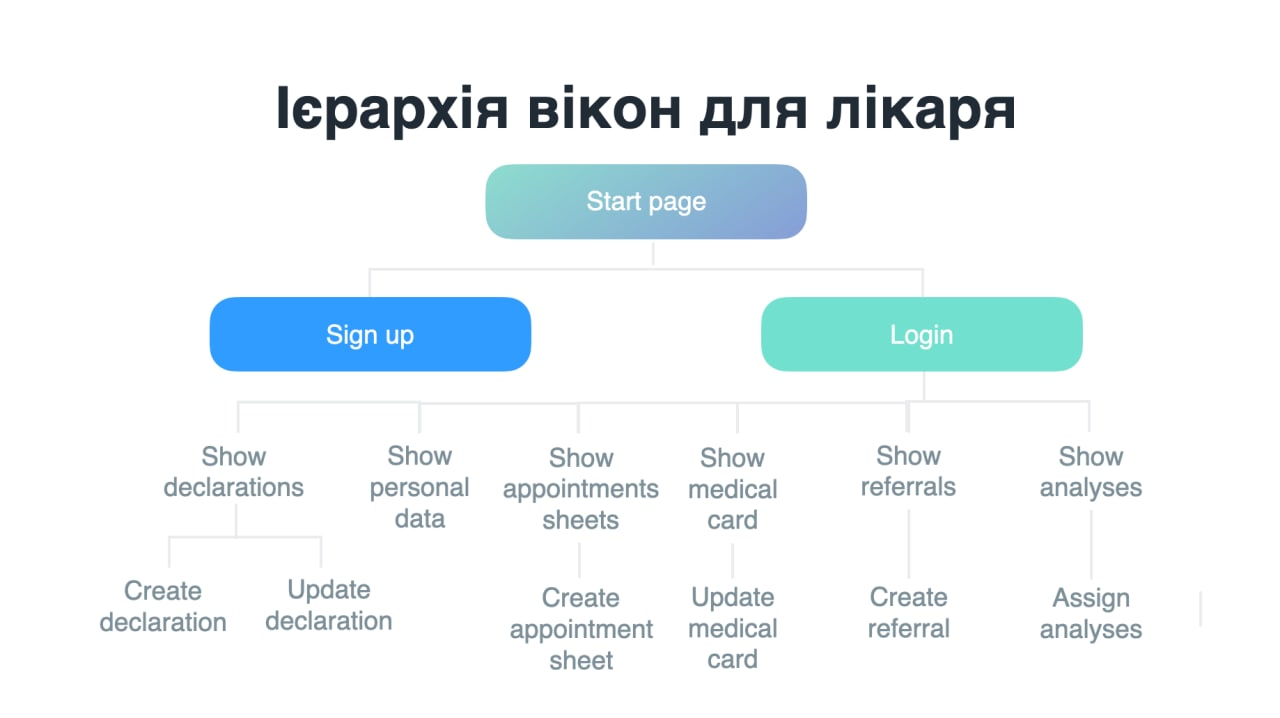 Ієрархія вікон для лікаря
Start page
Sign up
Login
Show
declarations
Show
personal
data
Show
appointments
sheets
Show
medical
card
Show
referrals
Show
analyses
Create
declaration
Update
declaration
Create
appointment
sheet
Update
medical
card
Create
referral
Assign
analyses